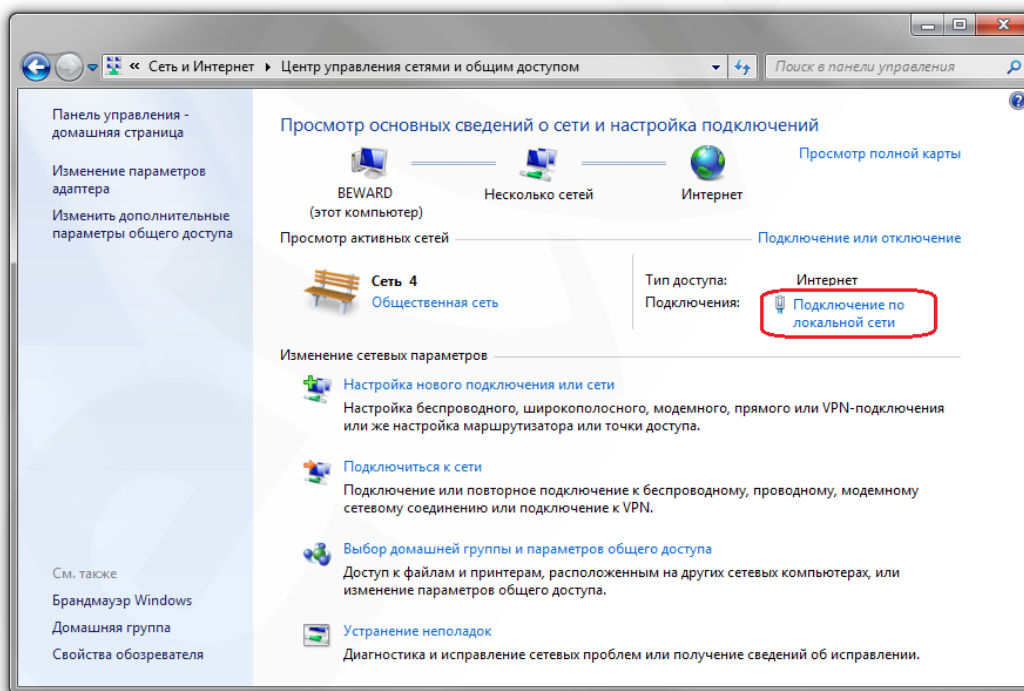 « Сеть и Интернет ▸ Центр управления сетями и общим доступом
Поиск в панели управления
Панель управления -
домашняя страница
Изменение параметров
адаптера
Изменить дополнительные
параметры общего доступа
См. также
Брандмауэр Windows
Домашняя группа
Свойства обозревателя
Просмотр основных сведений о сети и настройка подключений
Просмотр полной карты
BEWARD
(этот компьютер)
Несколько сетей
Интернет
Просмотр активных сетей
Подключение или отключение
Сеть 4
Общественная сеть
Тип доступа: Интернет
Подключения: Подключение по
локальной сети
Изменение сетевых параметров
Настройка нового подключения или сети
Настройка беспроводного, широкополосного, модемного, прямого или VPN-подключения
или же настройка маршрутизатора или точки доступа.
Подключиться к сети
Подключение или повторное подключение к беспроводному, проводному, модемному
сетевому соединению или подключение к VPN.
Выбор домашней группы и параметров общего доступа
Доступ к файлам и принтерам, расположенным на других сетевых компьютерах, или
изменение параметров общего доступа.
Устранение неполадок
Диагностика и исправление сетевых проблем или получение сведений об исправлении.